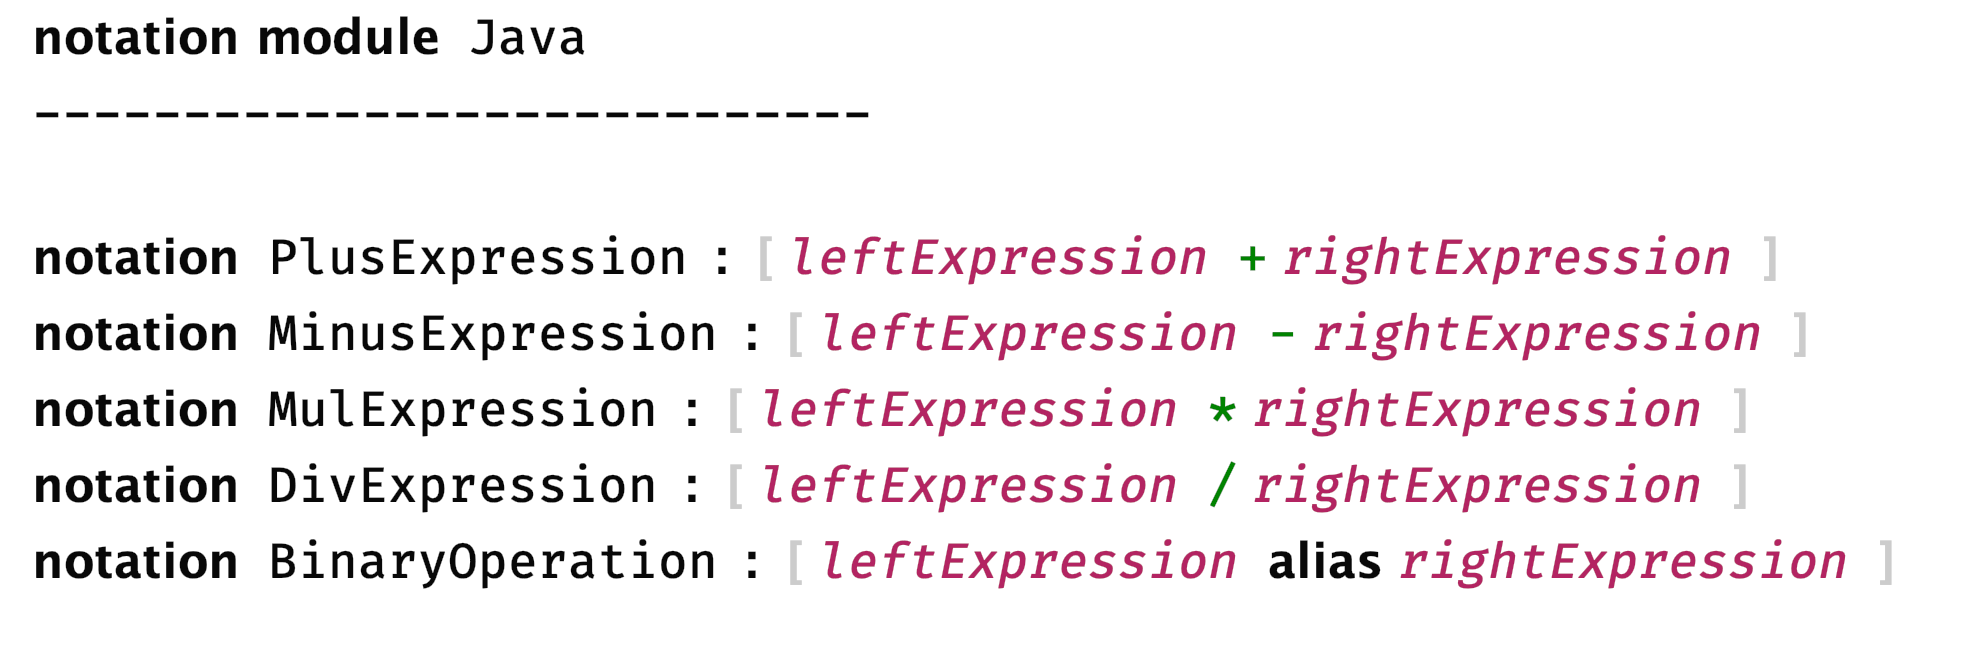 notation module Java
----------------------------
notation PlusExpression : [ leftExpression + rightExpression ]
notation MinusExpression : [ leftExpression - rightExpression ]
notation MulExpression : [ leftExpression * rightExpression ]
notation DivExpression : [ leftExpression / rightExpression ]
notation BinaryOperation : [ leftExpression alias rightExpression ]